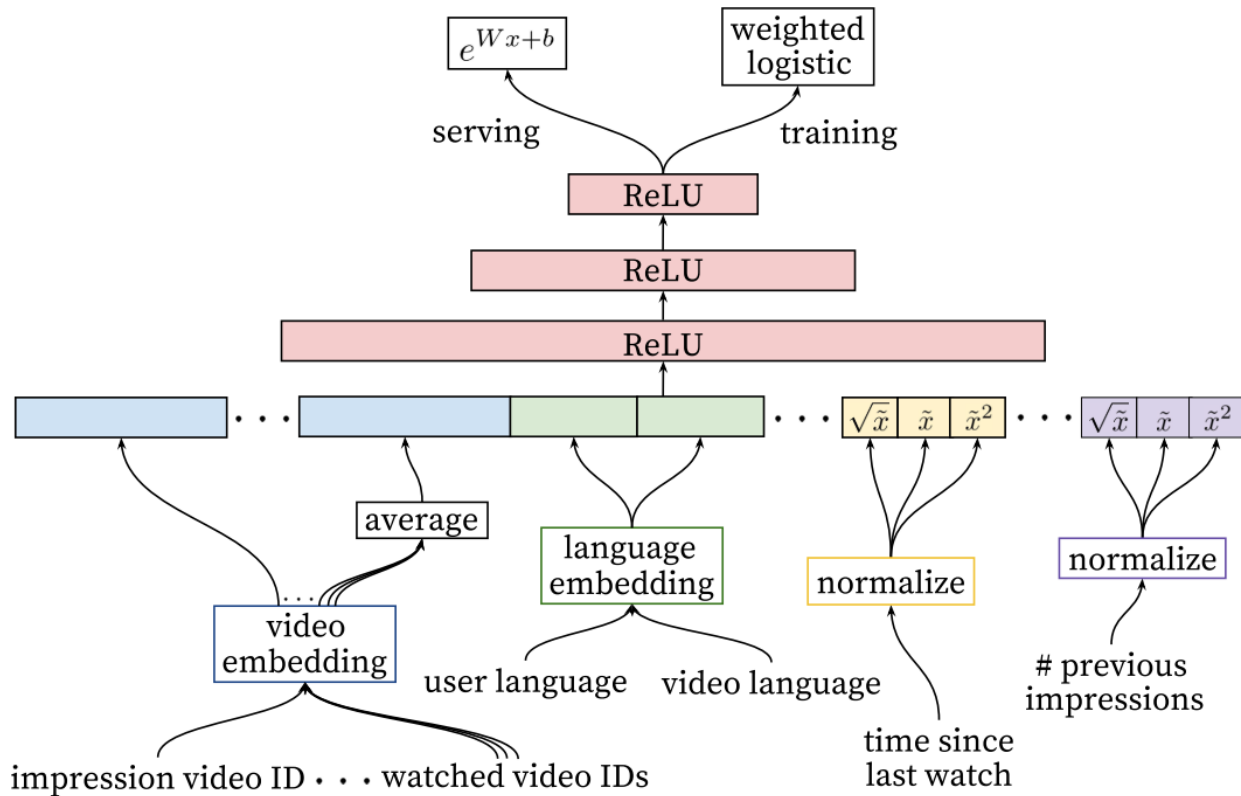 e^{Wx+b}
weighted
logistic
serving
training
ReLU
ReLU
ReLU
. . .
. . .
√x̃ x̃ x̃²
. . .
√x̃ x̃ x̃²
average
language
embedding
normalize
normalize
. . .
video
embedding
user language
video language
# previous
impressions
impression video ID . . . watched video IDs
time since
last watch